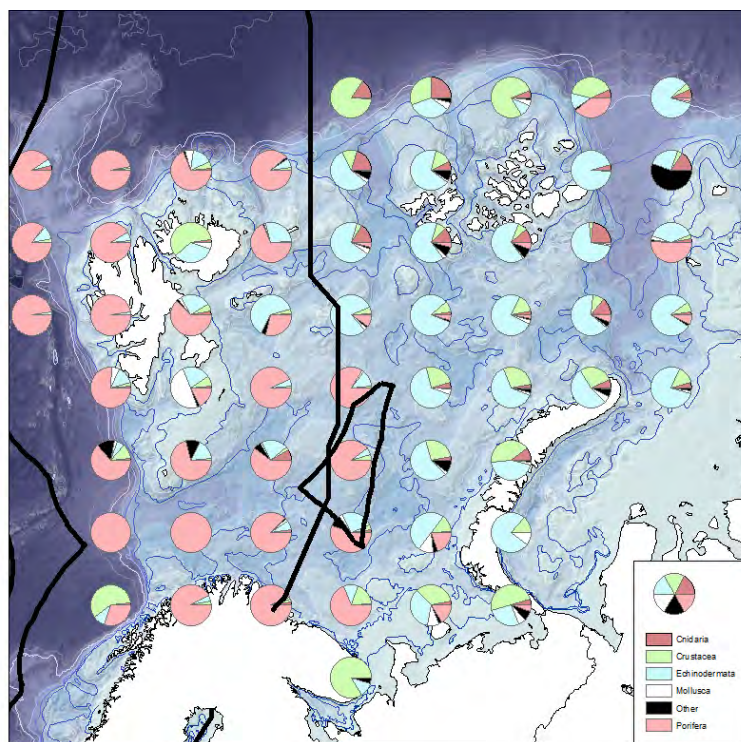 Cnidaria
Crustacea
Echinodermata
Mollusca
Other
Porifera